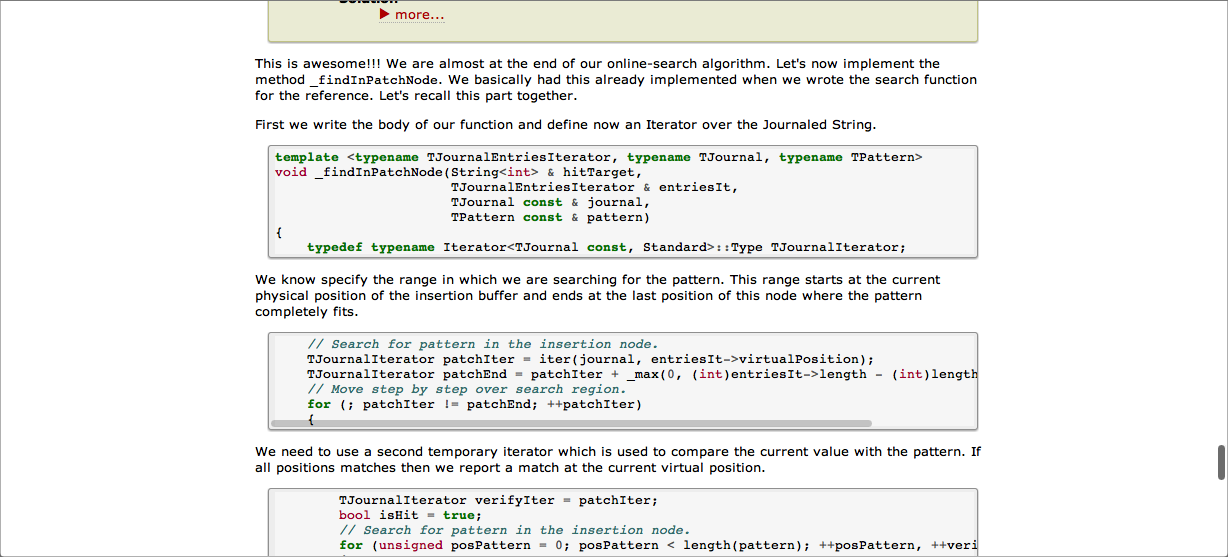 ▶ more...
This is awesome!!! We are almost at the end of our online-search algorithm. Let's now implement the
method _findInPatchNode. We basically had this already implemented when we wrote the search function
for the reference. Let's recall this part together.
First we write the body of our function and define now an Iterator over the Journaled String.
template <typename TJournalEntriesIterator, typename TJournal, typename TPattern>
void _findInPatchNode(String<int> & hitTarget,
                      TJournalEntriesIterator & entriesIt,
                      TJournal const & journal,
                      TPattern const & pattern)
{
    typedef typename Iterator<TJournal const, Standard>::Type TJournalIterator;
We know specify the range in which we are searching for the pattern. This range starts at the current
physical position of the insertion buffer and ends at the last position of this node where the pattern
completely fits.
    // Search for pattern in the insertion node.
    TJournalIterator patchIter = iter(journal, entriesIt->virtualPosition);
    TJournalIterator patchEnd = patchIter + _max(0, (int)entriesIt->length - (int)length
    // Move step by step over search region.
    for (; patchIter != patchEnd; ++patchIter)
    {
We need to use a second temporary iterator which is used to compare the current value with the pattern. If
all positions matches then we report a match at the current virtual position.
        TJournalIterator verifyIter = patchIter;
        bool isHit = true;
        // Search for pattern in the insertion node.
        for (unsigned posPattern = 0; posPattern < length(pattern); ++posPattern, ++veri